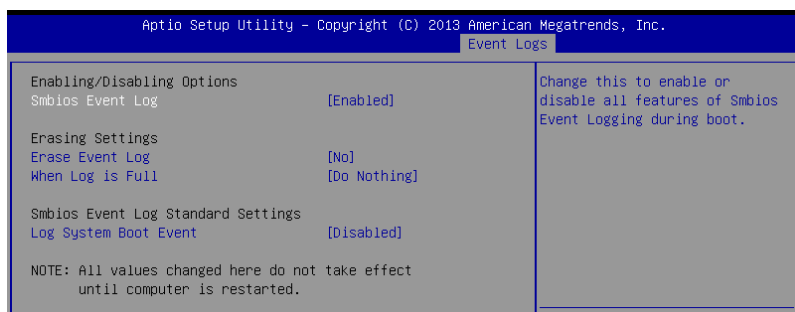 Aptio Setup Utility – Copyright (C) 2013 American Megatrends, Inc.
Event Logs
Enabling/Disabling Options
Smbios Event Log [Enabled]
Erasing Settings
Erase Event Log [No]
When Log is Full [Do Nothing]
Smbios Event Log Standard Settings
Log System Boot Event [Disabled]
NOTE: All values changed here do not take effect
until computer is restarted.
Change this to enable or
disable all features of Smbios
Event Logging during boot.